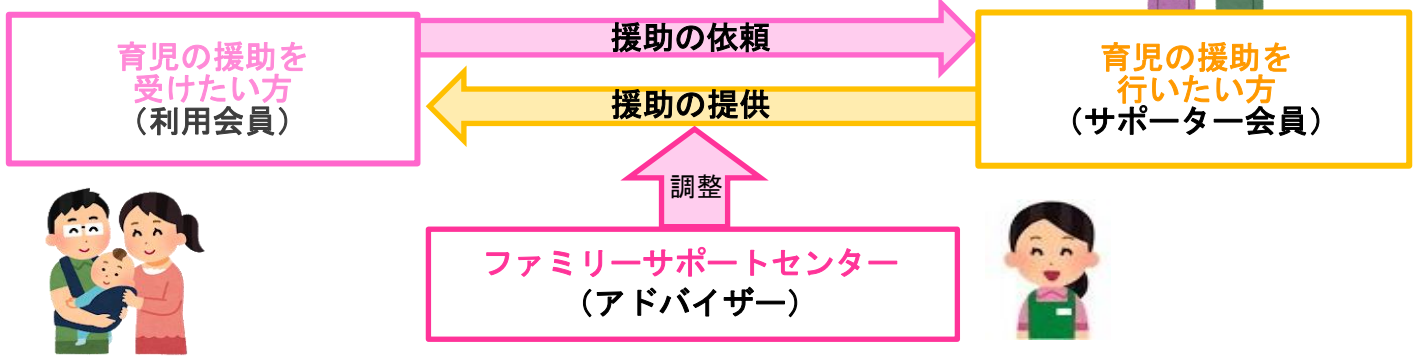 育児の援助を
受けたい方
（利用会員）
援助の依頼
援助の提供
育児の援助を
行いたい方
（サポーター会員）
調整
ファミリーサポートセンター
（アドバイザー）